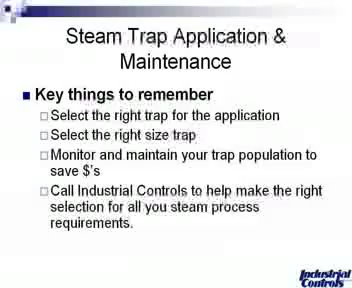 Steam Trap Application &
Maintenance
Key things to remember
Select the right trap for the application
Select the right size trap
Monitor and maintain your trap population to
save $'s
Call Industrial Controls to help make the right
selection for all you steam process
requirements.
Industrial
Controls